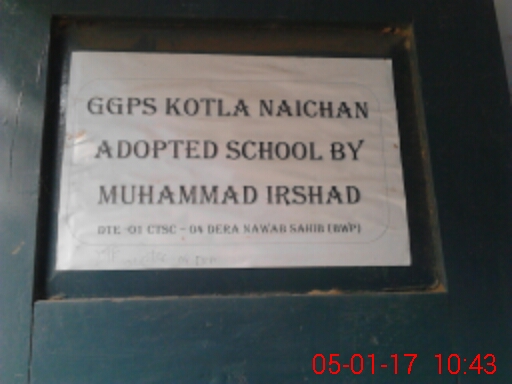 GGPS KOTLA NAICHAN
ADOPTED SCHOOL BY
MUHAMMAD IRSHAD
DTE -01 CTSC - 04 DERA NAWAB SAHIB (BWP)
05-01-17 10:43